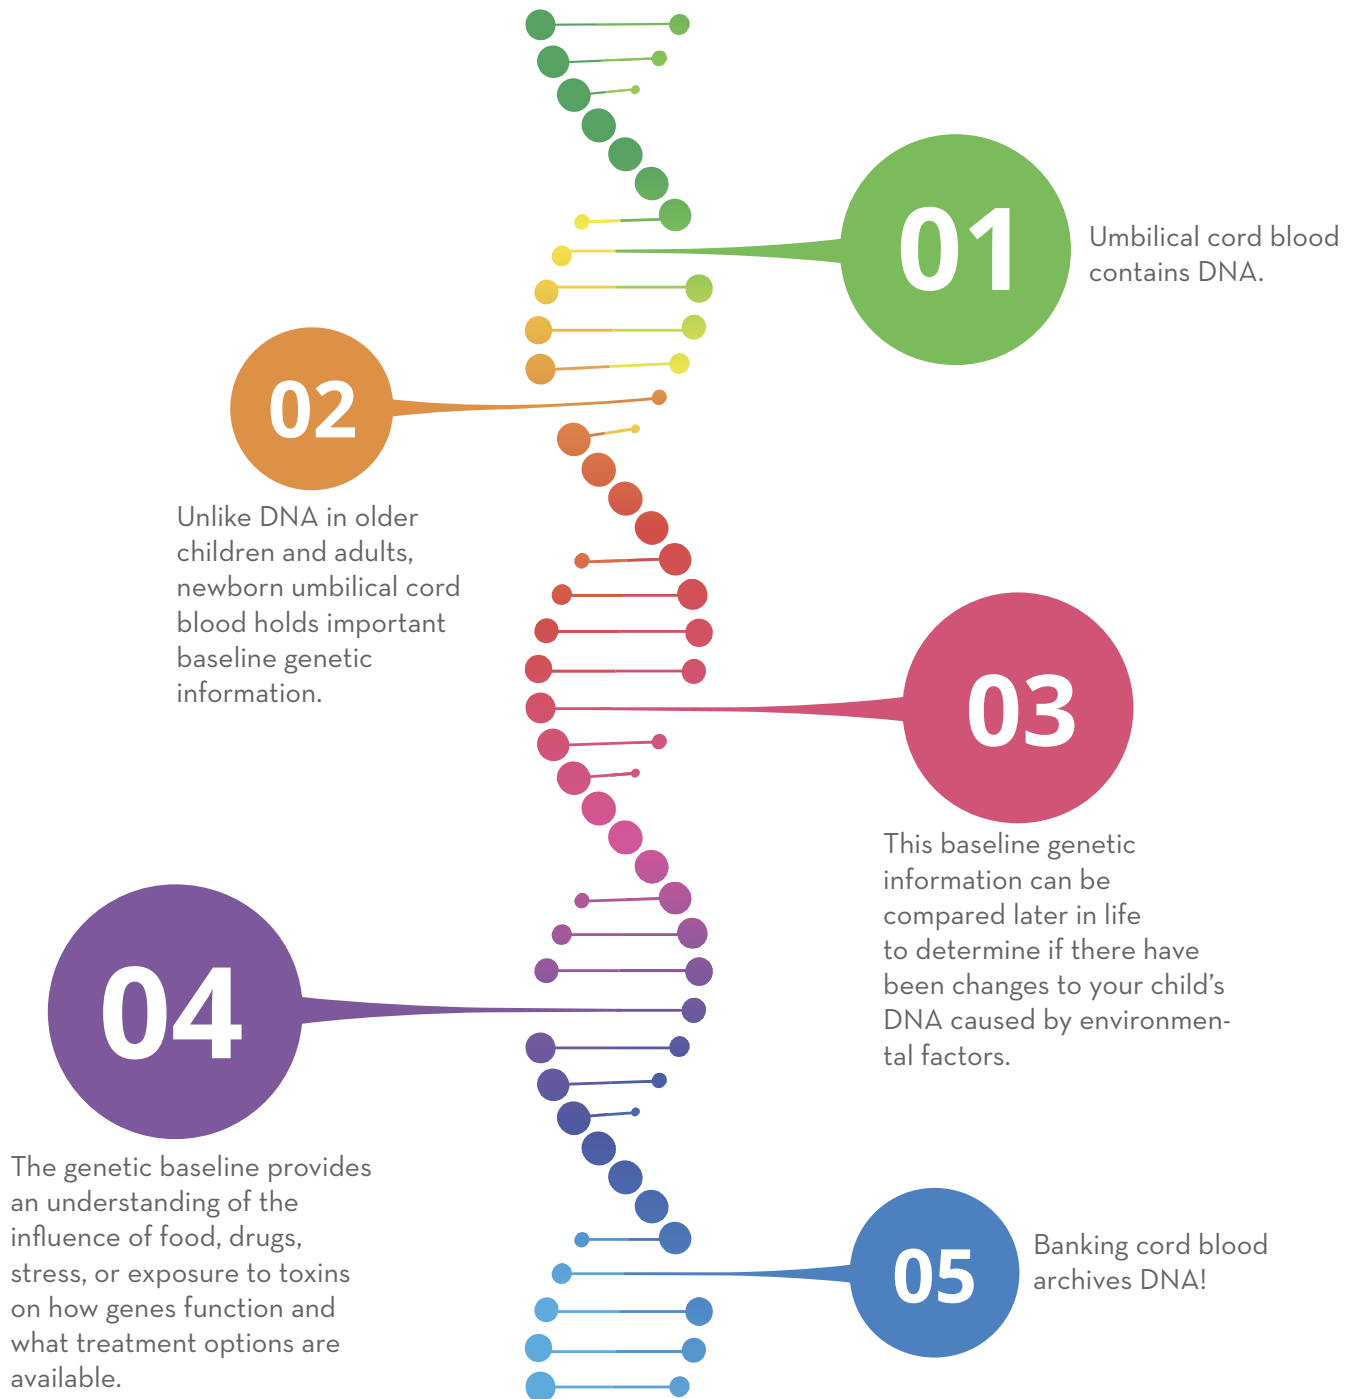 01
Umbilical cord blood
contains DNA.
02
Unlike DNA in older
children and adults,
newborn umbilical cord
blood holds important
baseline genetic
information.
03
This baseline genetic
information can be
compared later in life
to determine if there have
been changes to your child’s
DNA caused by environmen-
tal factors.
04
The genetic baseline provides
an understanding of the
influence of food, drugs,
stress, or exposure to toxins
on how genes function and
what treatment options are
available.
05
Banking cord blood
archives DNA!